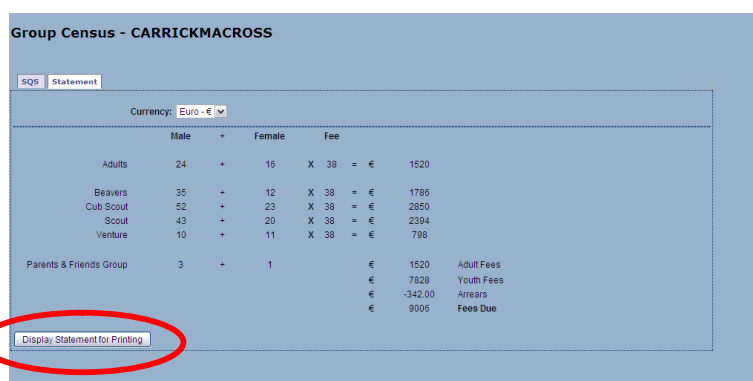 Group Census - CARRICKMACROSS
SQS Statement
Currency: Euro - €
Male + Female Fee
Adults 24 + 16 X 38 = € 1520
Beavers 35 + 12 X 38 = € 1786
Cub Scout 52 + 23 X 38 = € 2850
Scout 43 + 20 X 38 = € 2394
Venture 10 + 11 X 38 = € 798
Parents & Friends Group 3 + 1 € 1520 Adult Fees
€ 7828 Youth Fees
€ -342.00 Arrears
€ 9006 Fees Due
Display Statement for Printing